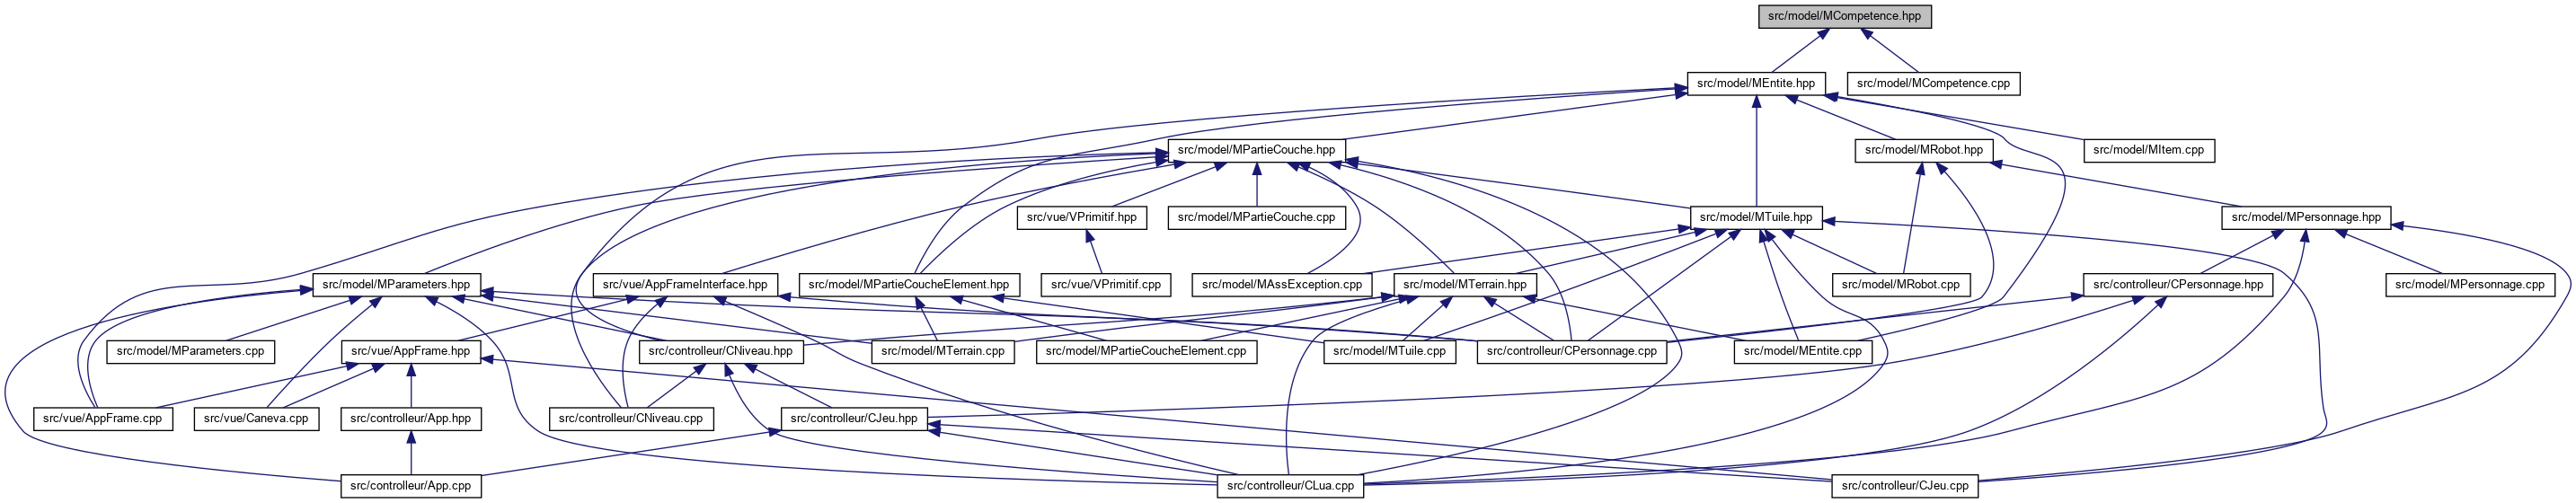 src/model/MCompetence.hpp
src/model/MEntite.hpp
src/model/MCompetence.cpp
src/model/MPartieCouche.hpp
src/model/MRobot.hpp
src/model/MItem.cpp
src/vue/VPrimitif.hpp
src/model/MPartieCouche.cpp
src/model/MTuile.hpp
src/model/MPersonnage.hpp
src/model/MParameters.hpp
src/vue/AppFrameInterface.hpp
src/model/MPartieCoucheElement.hpp
src/vue/VPrimitif.cpp
src/model/MAssException.cpp
src/model/MTerrain.hpp
src/model/MRobot.cpp
src/controlleur/CPersonnage.hpp
src/model/MPersonnage.cpp
src/model/MParameters.cpp
src/vue/AppFrame.hpp
src/controlleur/CNiveau.hpp
src/model/MTerrain.cpp
src/model/MPartieCoucheElement.cpp
src/model/MTuile.cpp
src/controlleur/CPersonnage.cpp
src/model/MEntite.cpp
src/vue/AppFrame.cpp
src/vue/Caneva.cpp
src/controlleur/App.hpp
src/controlleur/CNiveau.cpp
src/controlleur/CJeu.hpp
src/controlleur/App.cpp
src/controlleur/CLua.cpp
src/controlleur/CJeu.cpp